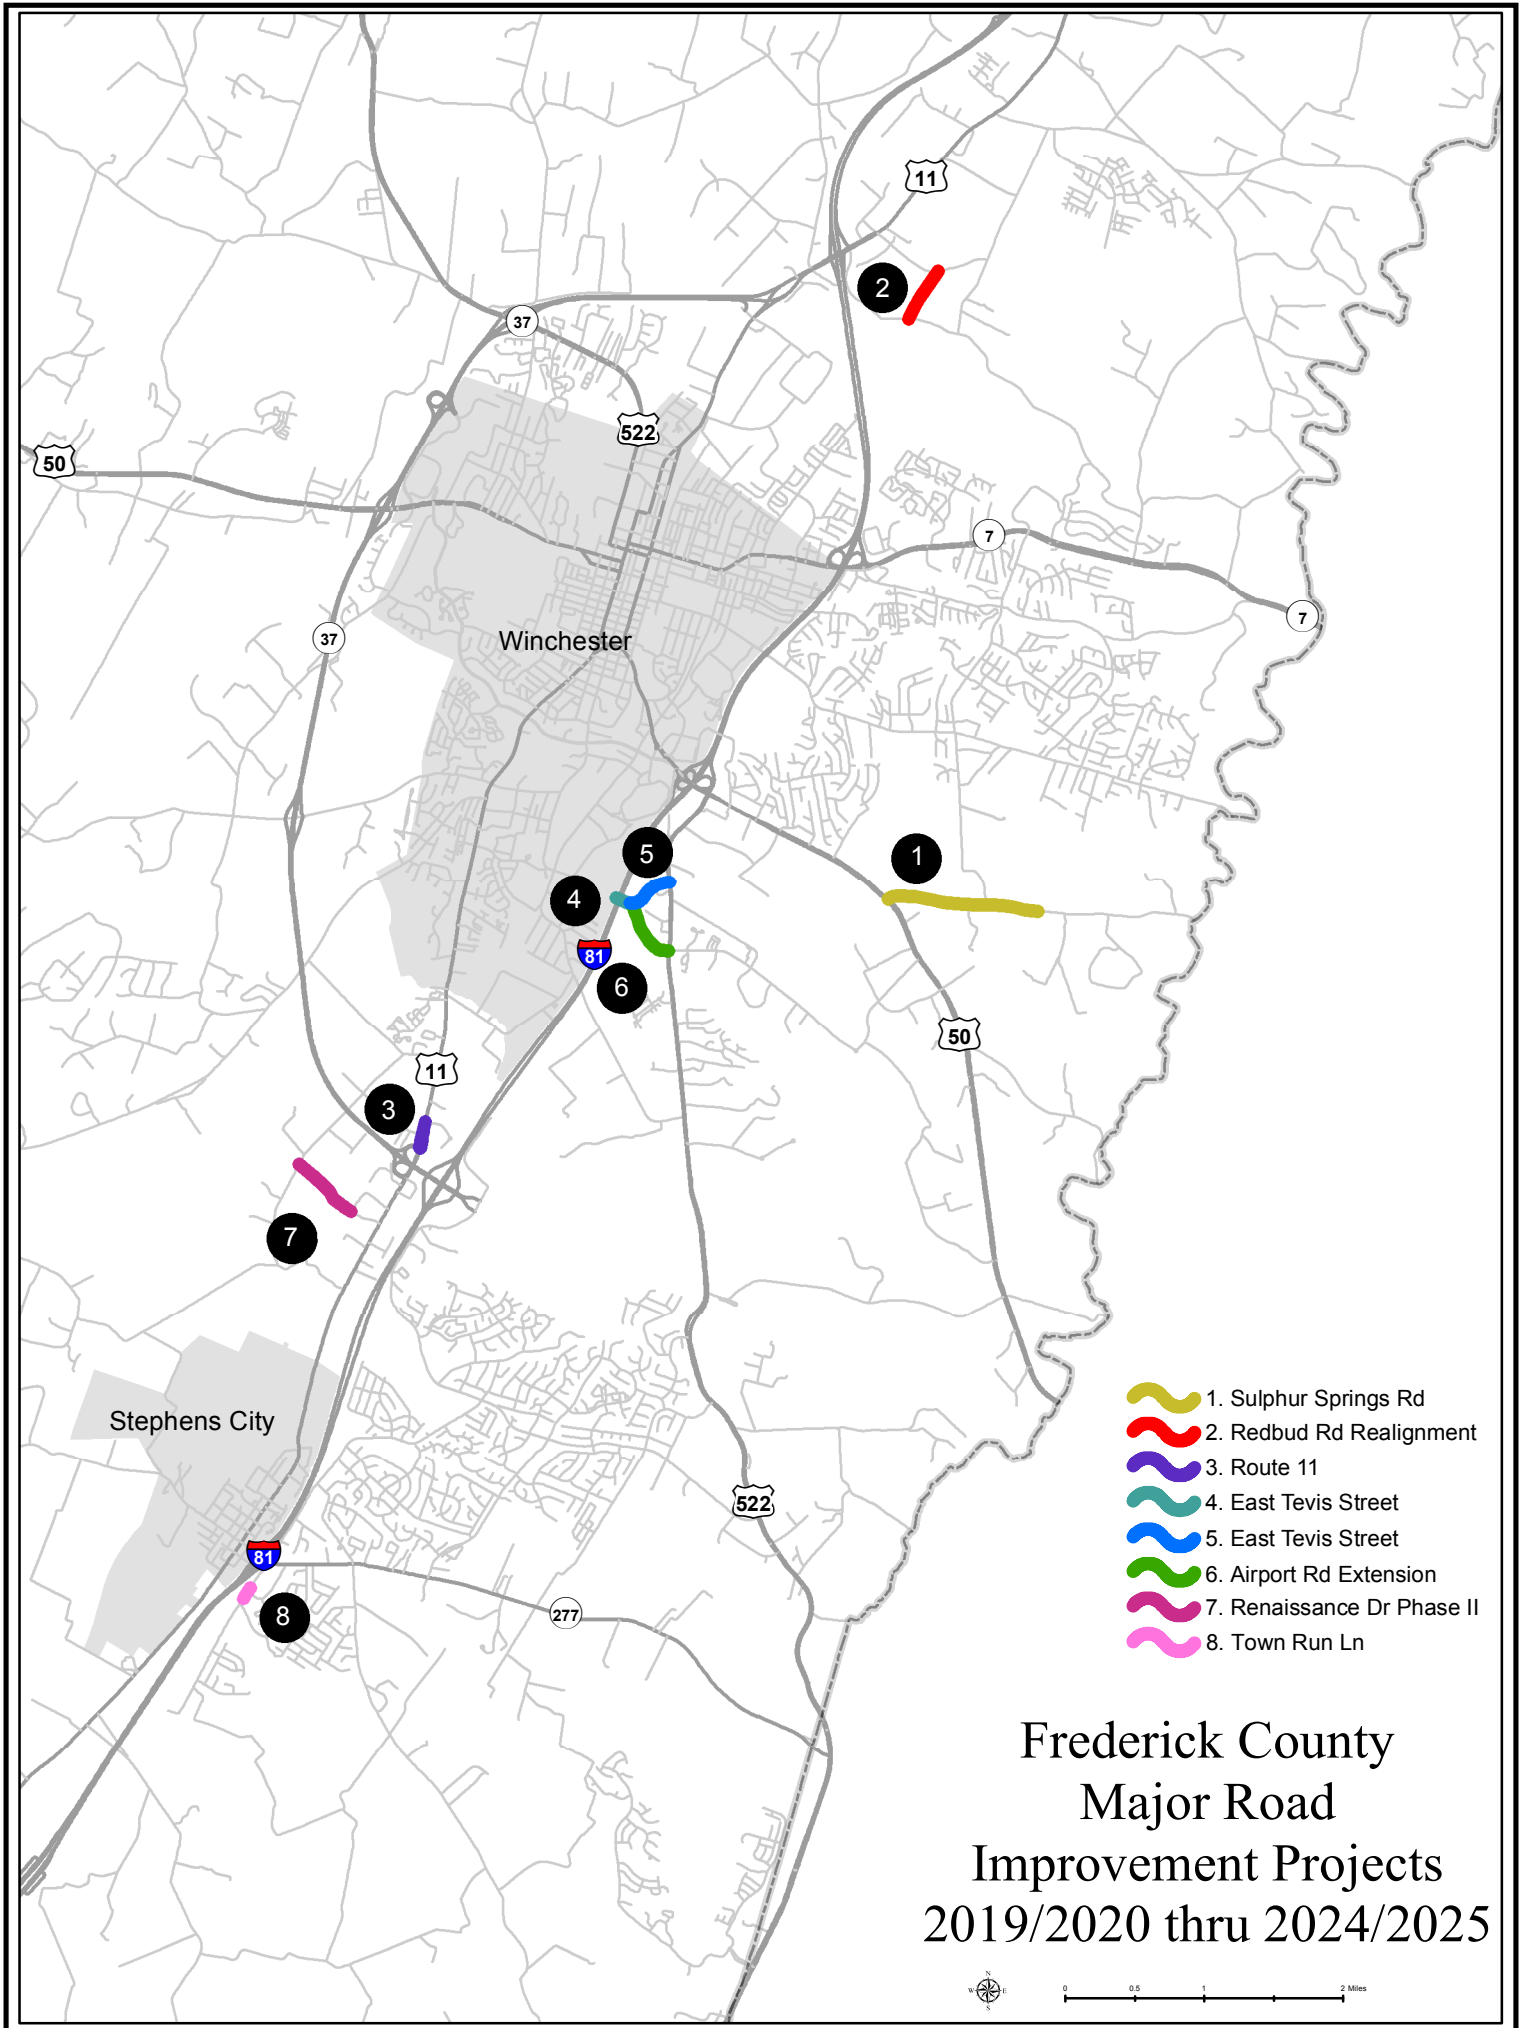 11
2
37
522
50
7
7
37
Winchester
5
1
4
81
6
50
11
3
7
Stephens City
1. Sulphur Springs Rd
2. Redbud Rd Realignment
3. Route 11
4. East Tevis Street
5. East Tevis Street
6. Airport Rd Extension
7. Renaissance Dr Phase II
8. Town Run Ln
522
81
8
277
Frederick County
Major Road
Improvement Projects
2019/2020 thru 2024/2025
N
W E
S
0 0.5 1 2 Miles